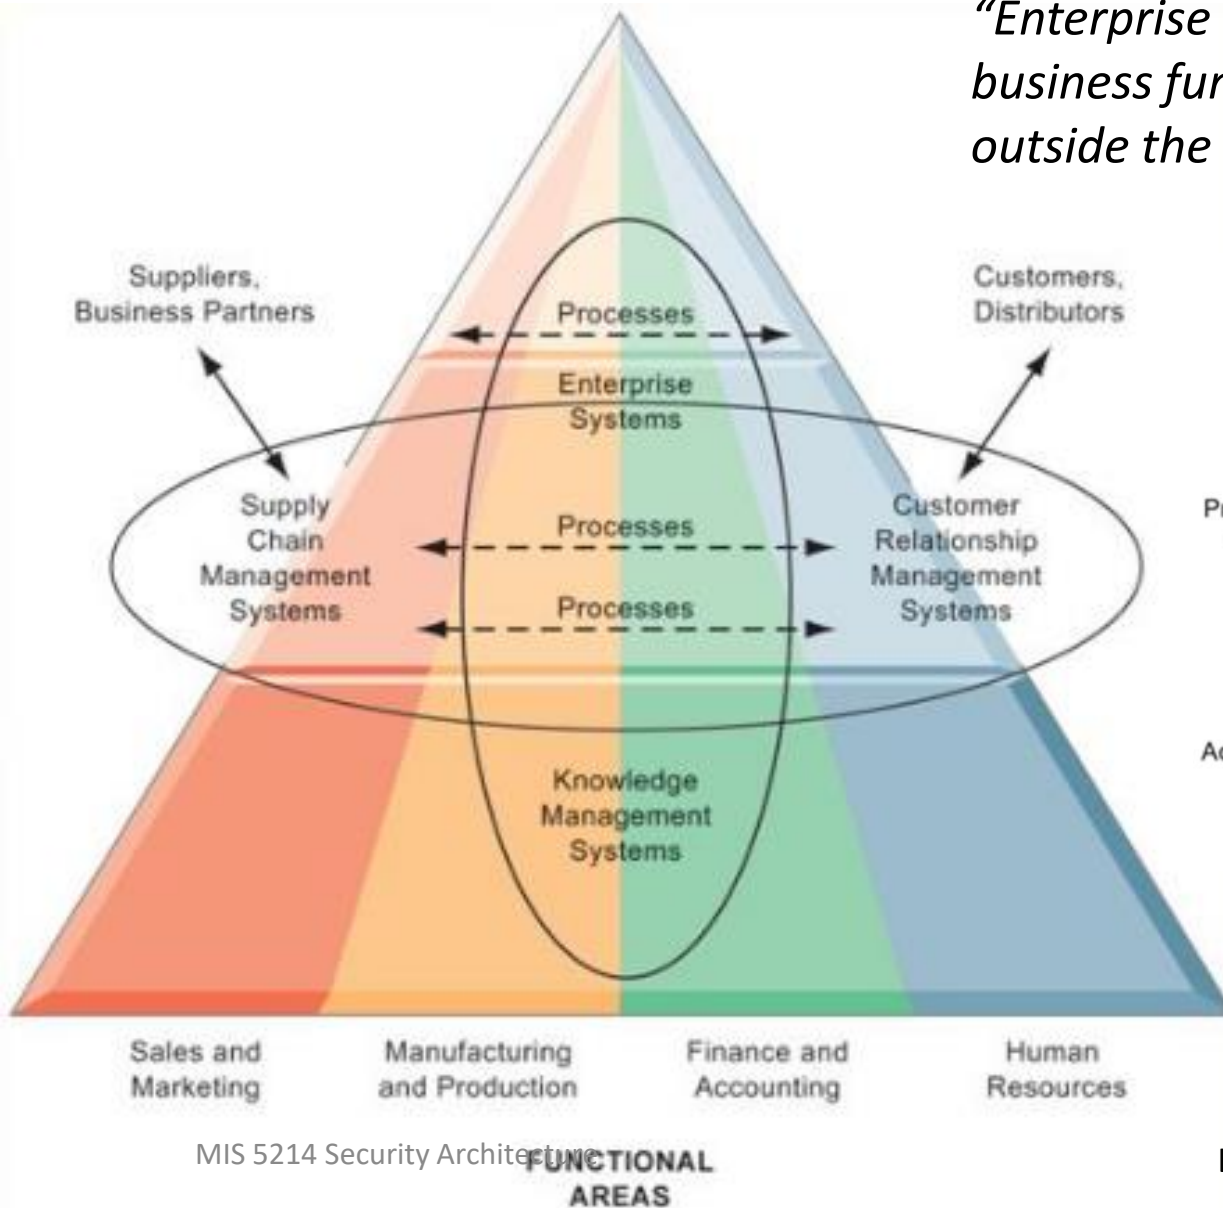 “Enterprise
business fur
outside the
Suppliers,
Business Partners
Customers,
Distributors
Processes
Enterprise
Systems
Supply
Chain
Management
Systems
Processes
Processes
Customer
Relationship
Management
Systems
Knowledge
Management
Systems
Sales and
Marketing
Manufacturing
and Production
Finance and
Accounting
Human
Resources
MIS 5214 Security Architecture
FUNCTIONAL
AREAS